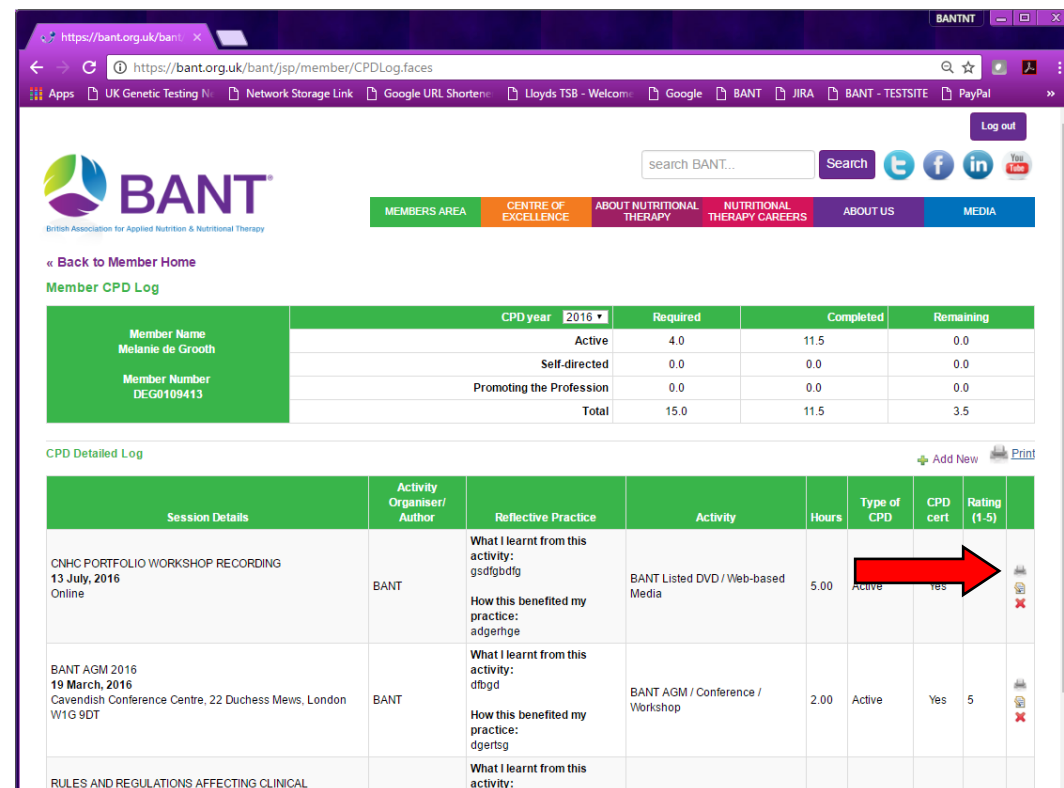 BANTNT
https://bant.org.uk/bant/
https://bant.org.uk/bant/jsp/member/CPDLog.faces
Apps UK Genetic Testing Ne Network Storage Link Google URL Shortene Lloyds TSB - Welcome Google BANT JIRA BANT - TESTSITE PayPal »
Log out
search BANT... Search You Tube
BANT®
British Association for Applied Nutrition & Nutritional Therapy
MEMBERS AREA
CENTRE OF
EXCELLENCE
ABOUT NUTRITIONAL
THERAPY
NUTRITIONAL
THERAPY CAREERS
ABOUT US
MEDIA
« Back to Member Home
Member CPD Log
Member Name
Melanie de Grooth
Member Number
DEG0109413
CPD year 2016 Required Completed Remaining
Active 4.0 11.5 0.0
Self-directed 0.0 0.0 0.0
Promoting the Profession 0.0 0.0 0.0
Total 15.0 11.5 3.5
CPD Detailed Log
Add New Print
Session Details
Activity
Organiser/
Author
Reflective Practice
Activity
Hours
Type of
CPD
CPD
cert
Rating
(1-5)
CNHC PORTFOLIO WORKSHOP RECORDING
13 July, 2016
Online
BANT
What I learnt from this
activity:
gsdfgbdfg
How this benefited my
practice:
adgerhge
BANT Listed DVD / Web-based
Media
5.00
Active
Yes
BANT AGM 2016
19 March, 2016
Cavendish Conference Centre, 22 Duchess Mews, London
W1G 9DT
BANT
What I learnt from this
activity:
dfbgd
How this benefited my
practice:
dgertsg
BANT AGM / Conference /
Workshop
2.00
Active
Yes
5
RULES AND REGULATIONS AFFECTING CLINICAL
What I learnt from this
activity: